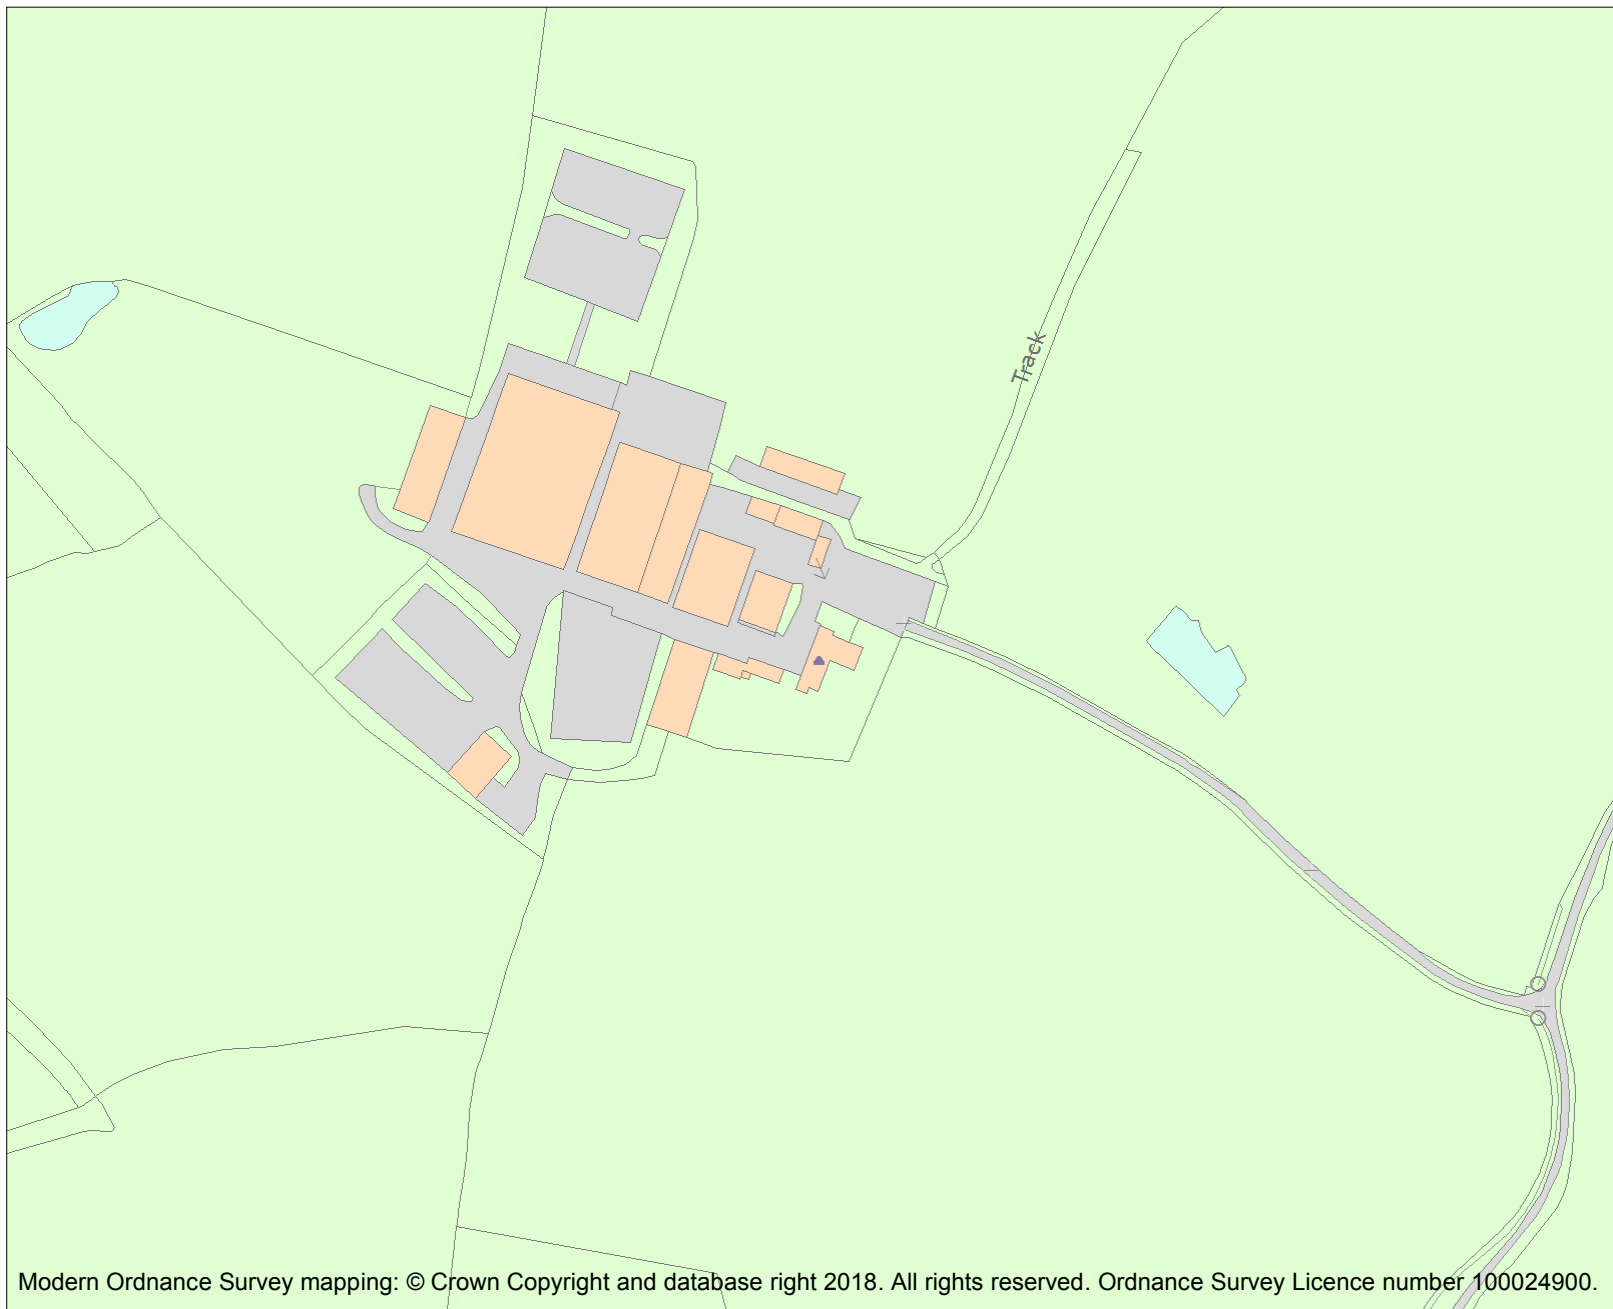 Track
Modern Ordnance Survey mapping: © Crown Copyright and database right 2018. All rights reserved. Ordnance Survey Licence number 100024900.